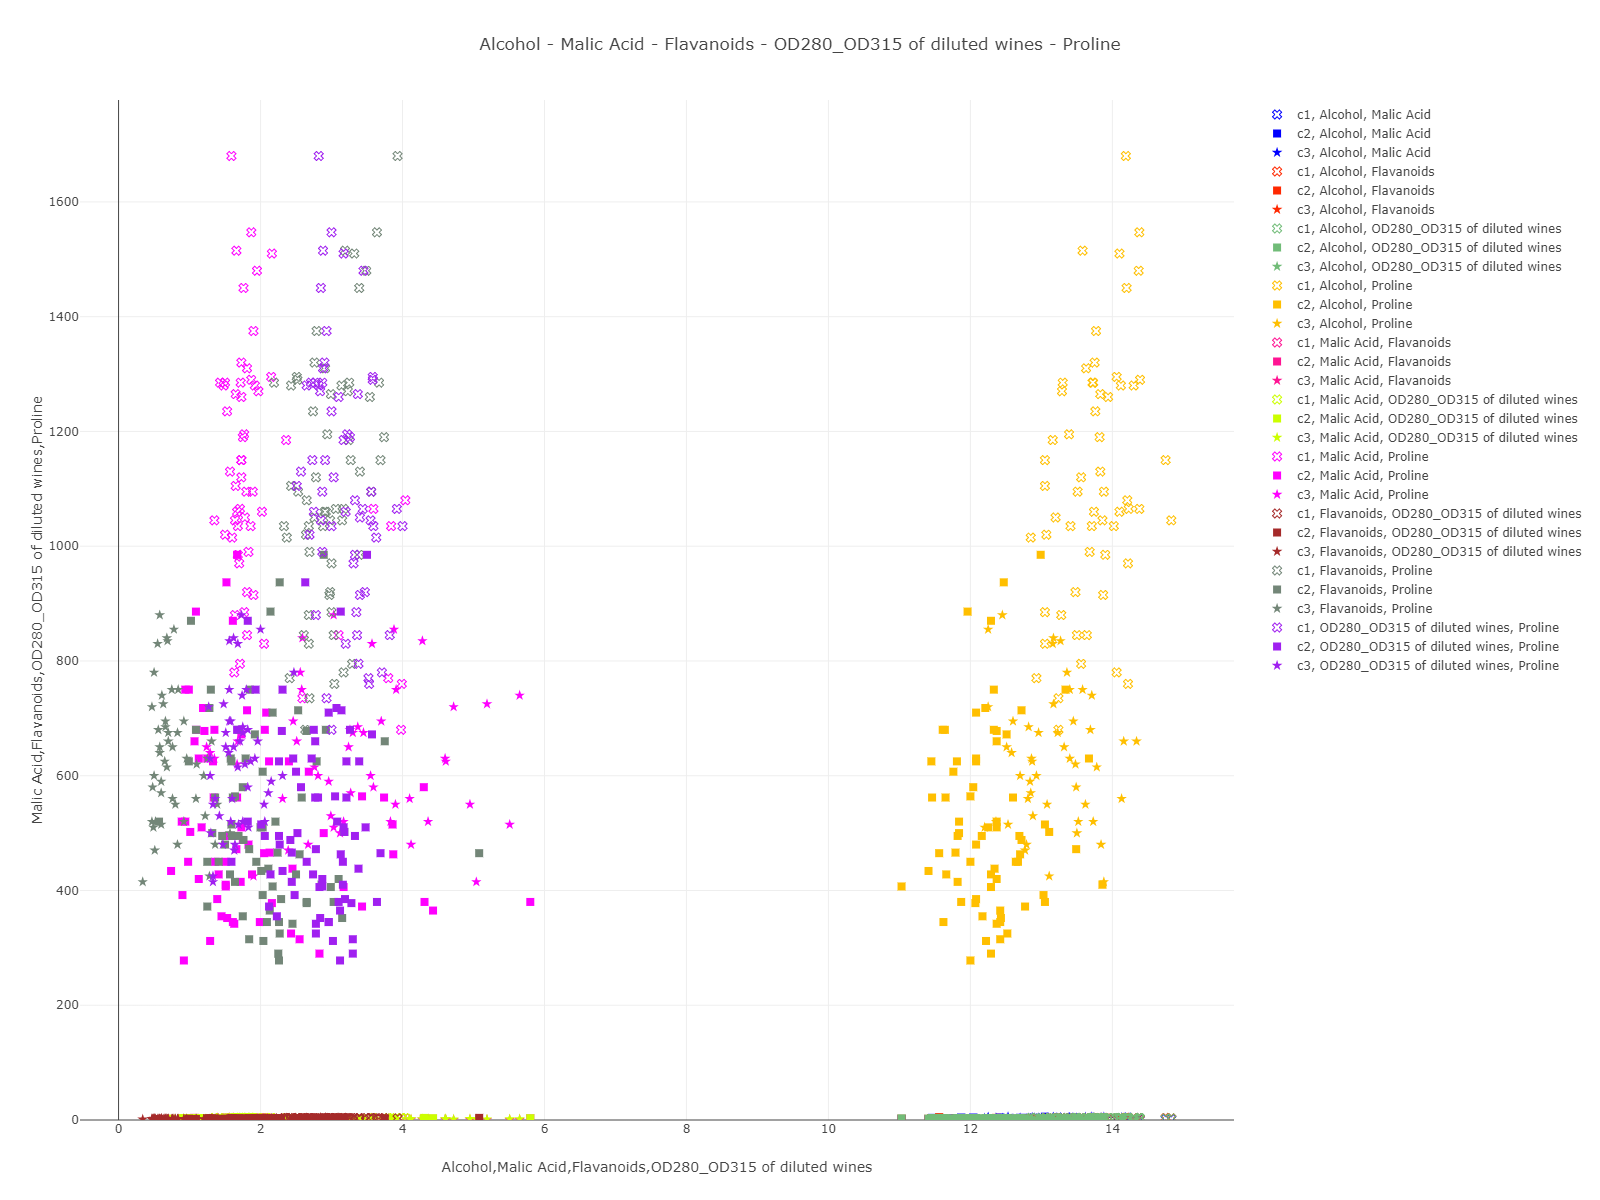 Alcohol - Malic Acid - Flavanoids - OD280_OD315 of diluted wines - Proline
Malic Acid,Flavanoids,OD280_OD315 of diluted wines,Proline
1600
1400
1200
1000
800
600
400
200
0
0 2 4 6 8 10 12 14
Alcohol,Malic Acid,Flavanoids,OD280_OD315 of diluted wines
c1, Alcohol, Malic Acid
c2, Alcohol, Malic Acid
c3, Alcohol, Malic Acid
c1, Alcohol, Flavanoids
c2, Alcohol, Flavanoids
c3, Alcohol, Flavanoids
c1, Alcohol, OD280_OD315 of diluted wines
c2, Alcohol, OD280_OD315 of diluted wines
c3, Alcohol, OD280_OD315 of diluted wines
c1, Alcohol, Proline
c2, Alcohol, Proline
c3, Alcohol, Proline
c1, Malic Acid, Flavanoids
c2, Malic Acid, Flavanoids
c3, Malic Acid, Flavanoids
c1, Malic Acid, OD280_OD315 of diluted wines
c2, Malic Acid, OD280_OD315 of diluted wines
c3, Malic Acid, OD280_OD315 of diluted wines
c1, Malic Acid, Proline
c2, Malic Acid, Proline
c3, Malic Acid, Proline
c1, Flavanoids, OD280_OD315 of diluted wines
c2, Flavanoids, OD280_OD315 of diluted wines
c3, Flavanoids, OD280_OD315 of diluted wines
c1, Flavanoids, Proline
c2, Flavanoids, Proline
c3, Flavanoids, Proline
c1, OD280_OD315 of diluted wines, Proline
c2, OD280_OD315 of diluted wines, Proline
c3, OD280_OD315 of diluted wines, Proline